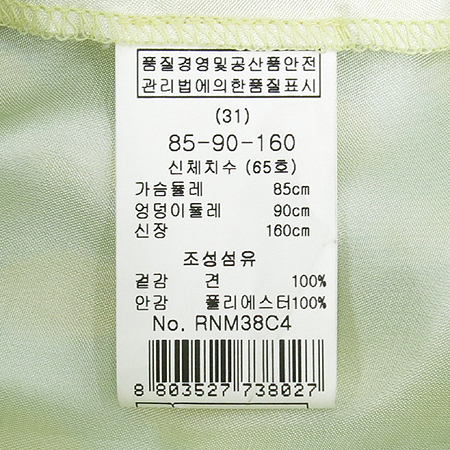 품질경영및공산품안전
관리법에의한품질표시
(31)
85-90-160
신체치수 (65호)
가슴둘레 85cm
엉덩이둘레 90cm
신장 160cm
조성섬유
겉감 견 100%
안감 폴리에스터100%
No. RNM38C4
8 803527 738027